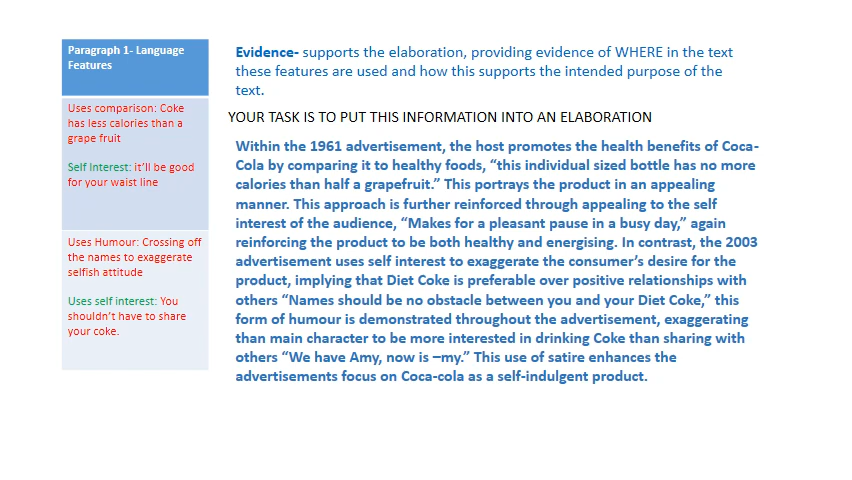 Paragraph 1- Language
Features
Uses comparison: Coke
has less calories than a
grape fruit
Self Interest: it'll be good
for your waist line
Uses Humour: Crossing off
the names to exaggerate
selfish attitude
Uses self interest: You
shouldn't have to share
your coke.
Evidence- supports the elaboration, providing evidence of WHERE in the text
these features are used and how this supports the intended purpose of the
text.
YOUR TASK IS TO PUT THIS INFORMATION INTO AN ELABORATION
Within the 1961 advertisement, the host promotes the health benefits of Coca-
Cola by comparing it to healthy foods, “this individual sized bottle has no more
calories than half a grapefruit.” This portrays the product in an appealing
manner. This approach is further reinforced through appealing to the self
interest of the audience, “Makes for a pleasant pause in a busy day,” again
reinforcing the product to be both healthy and energising. In contrast, the 2003
advertisement uses self interest to exaggerate the consumer’s desire for the
product, implying that Diet Coke is preferable over positive relationships with
others “Names should be no obstacle between you and your Diet Coke,” this
form of humour is demonstrated throughout the advertisement, exaggerating
than main character to be more interested in drinking Coke than sharing with
others “We have Amy, now is –my.” This use of satire enhances the
advertisements focus on Coca-cola as a self-indulgent product.